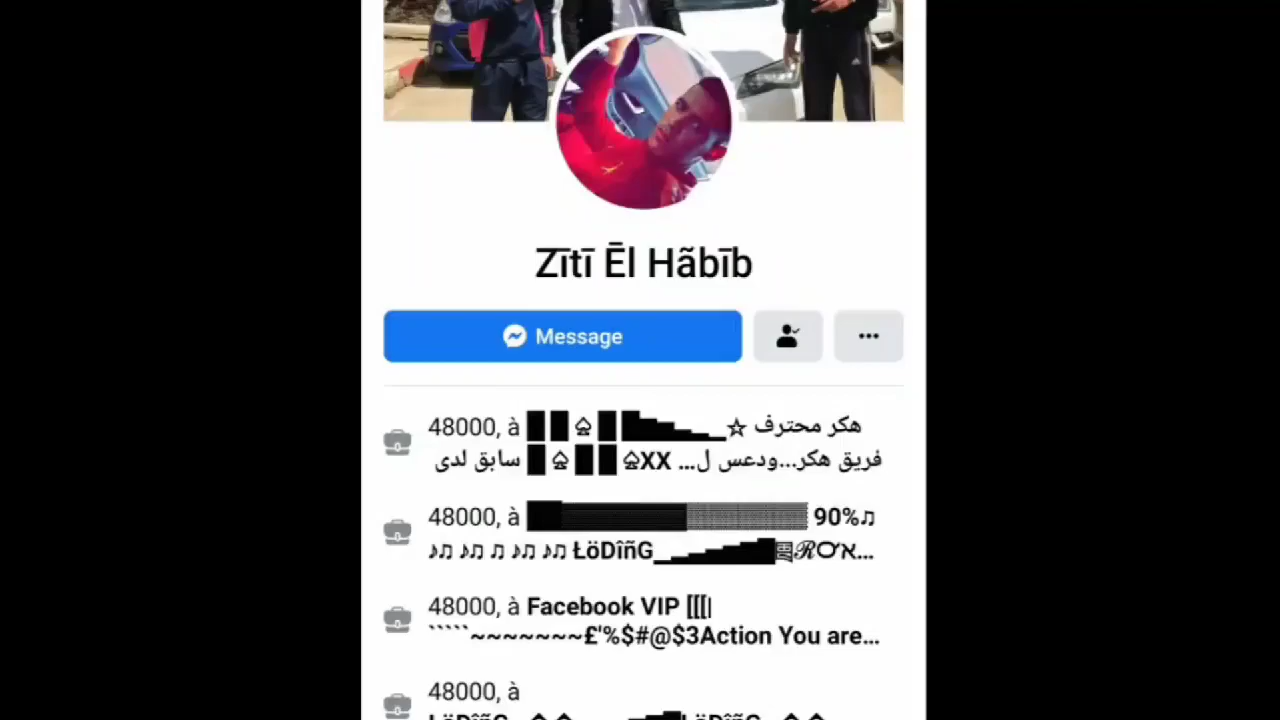 Zītī Ēl Hãbīb
Message
48000, à █ █ ♤ █ █▇▆▅▄▃▂▁☆ هكر محترف
سابق لدى █ ♤ █ █ ♤XX ...فريق هكر...ودعس ل
48000, à ██▓▓▓▓▓▓▒▒▒▒▒▒ 90%♫
♪♫ ♪♫ ♫ ♪♫ ♪♫ ŁöDîñG▁▂▃▄▅▆▇█
48000, à Facebook VIP [[[|
`````~~~~~~~£'%$#@$3Action You are...
48000, à